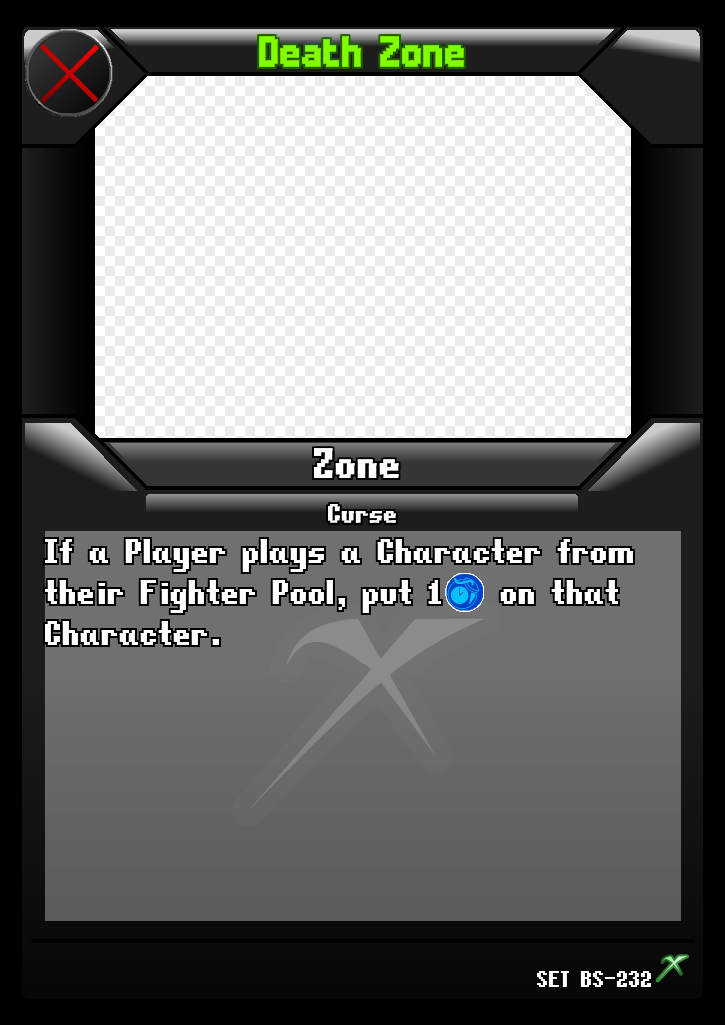 Death Zone
Zone
Curse
If a Player plays a Character from
their Fighter Pool, put 1 on that
Character.
SET BS-232